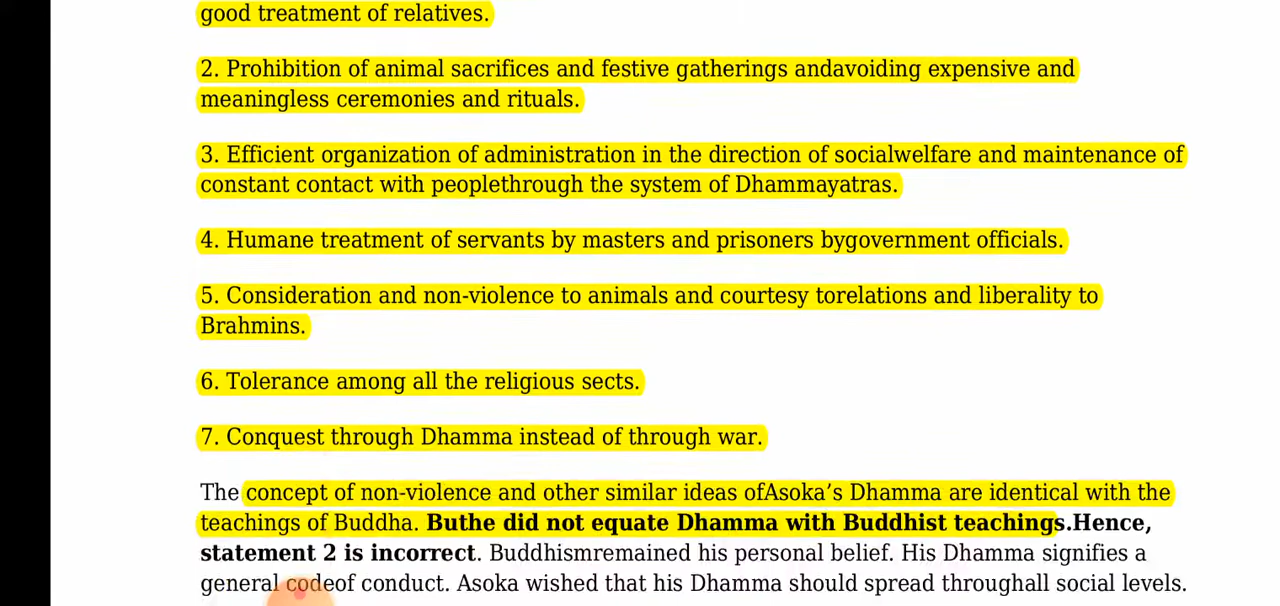 good treatment of relatives.
2. Prohibition of animal sacrifices and festive gatherings andavoiding expensive and
meaningless ceremonies and rituals.
3. Efficient organization of administration in the direction of socialwelfare and maintenance of
constant contact with peoplethrough the system of Dhammayatras.
4. Humane treatment of servants by masters and prisoners bygovernment officials.
5. Consideration and non-violence to animals and courtesy torelations and liberality to
Brahmins.
6. Tolerance among all the religious sects.
7. Conquest through Dhamma instead of through war.
The concept of non-violence and other similar ideas ofAsoka’s Dhamma are identical with the
teachings of Buddha. Buthe did not equate Dhamma with Buddhist teachings.Hence,
statement 2 is incorrect. Buddhismremained his personal belief. His Dhamma signifies a
general codeof conduct. Asoka wished that his Dhamma should spread throughall social levels.